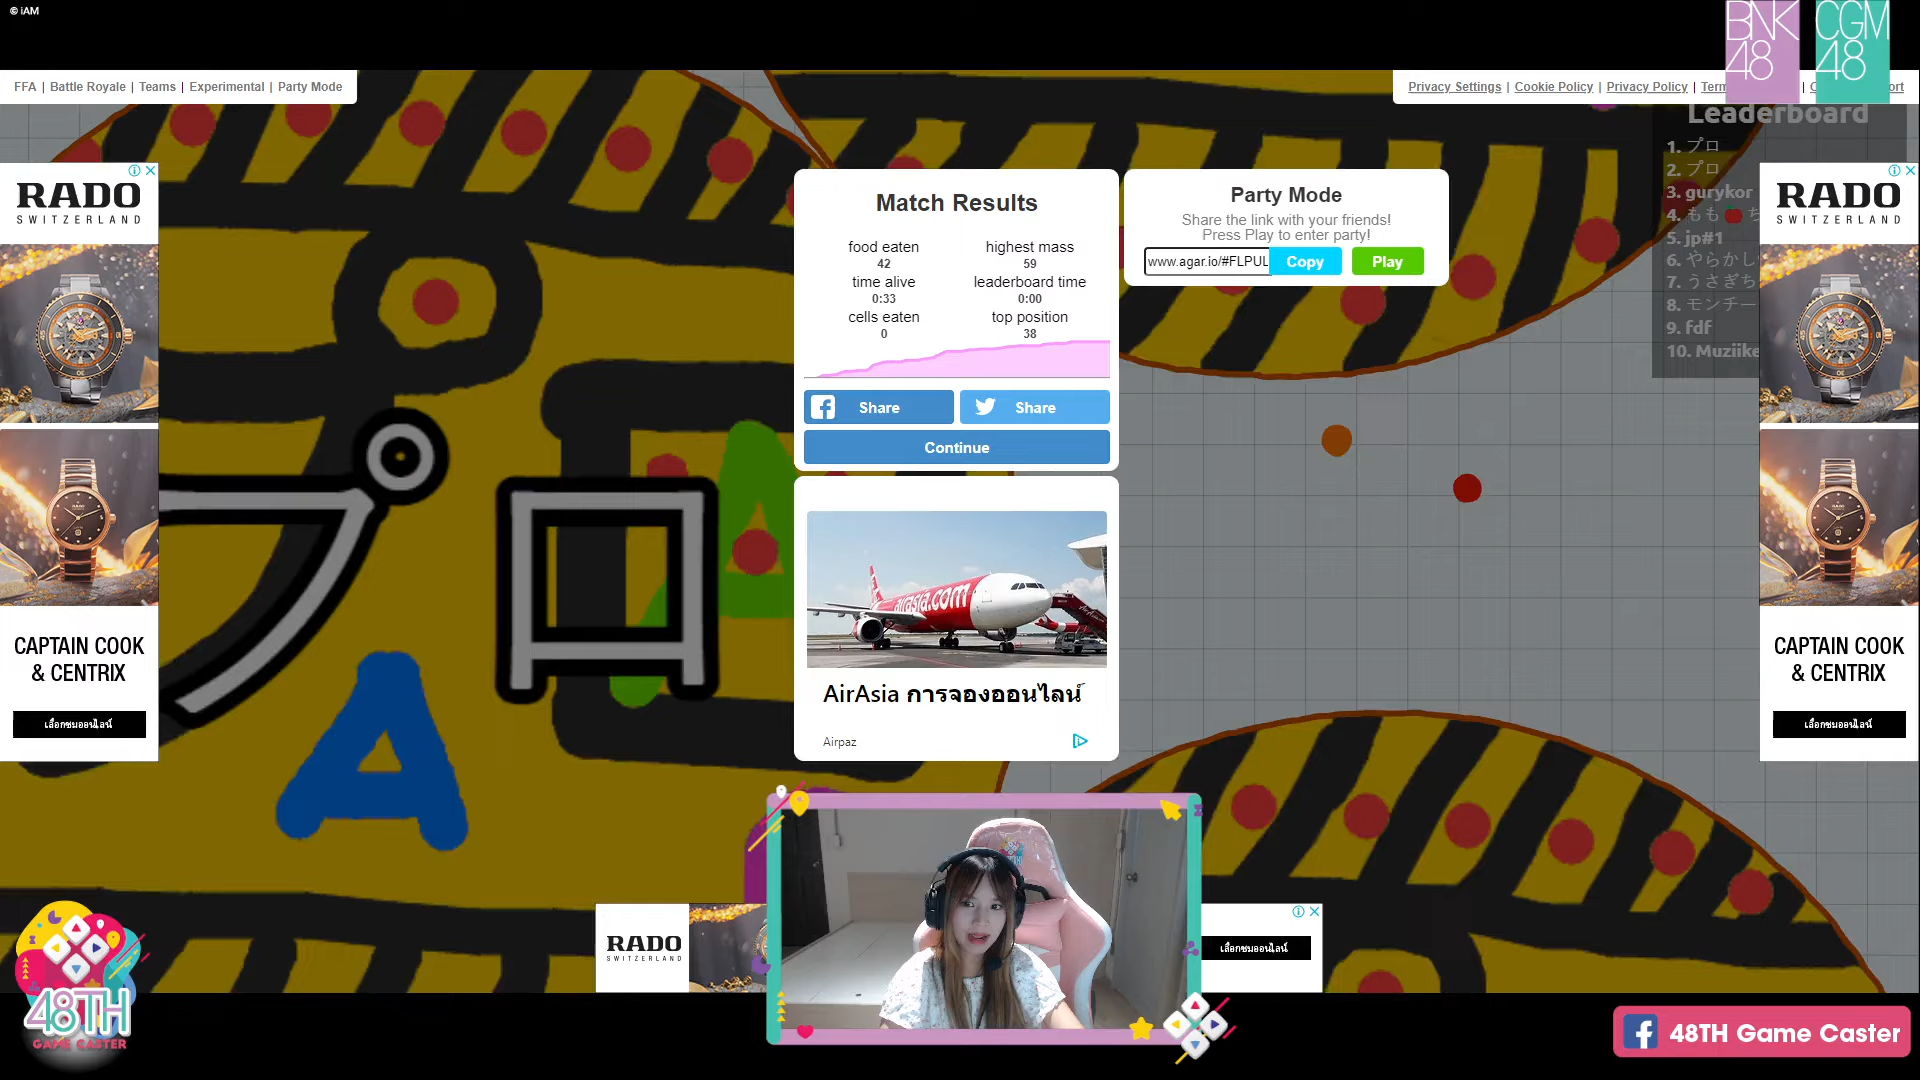 © iAM
BNK
48
CGM
48
FFA | Battle Royale | Teams | Experimental | Party Mode
Privacy Settings | Cookie Policy | Privacy Policy |
Leaderboard
1. プロ
2. プロ
3. gurykor
4. もも🍎ち
5. jp#1
6. やらかし
7. うさぎち
8. モンチー
9. fdf
10. Muziike
RADO
SWITZERLAND
CAPTAIN COOK
& CENTRIX
เลือกชมออนไลน์
Match Results
food eaten
42
highest mass
59
time alive
0:33
leaderboard time
0:00
cells eaten
0
top position
38
Share
Share
Continue
Party Mode
Share the link with your friends!
Press Play to enter party!
www.agar.io/#FLPUL
Copy
Play
RADO
SWITZERLAND
CAPTAIN COOK
& CENTRIX
เลือกชมออนไลน์
プロ
A
airasia.com
AirAsia การจองออนไลน์
Airpaz
RADO
SWITZERLAND
เลือกชมออนไลน์
48TH
GAME CASTER
48TH Game Caster